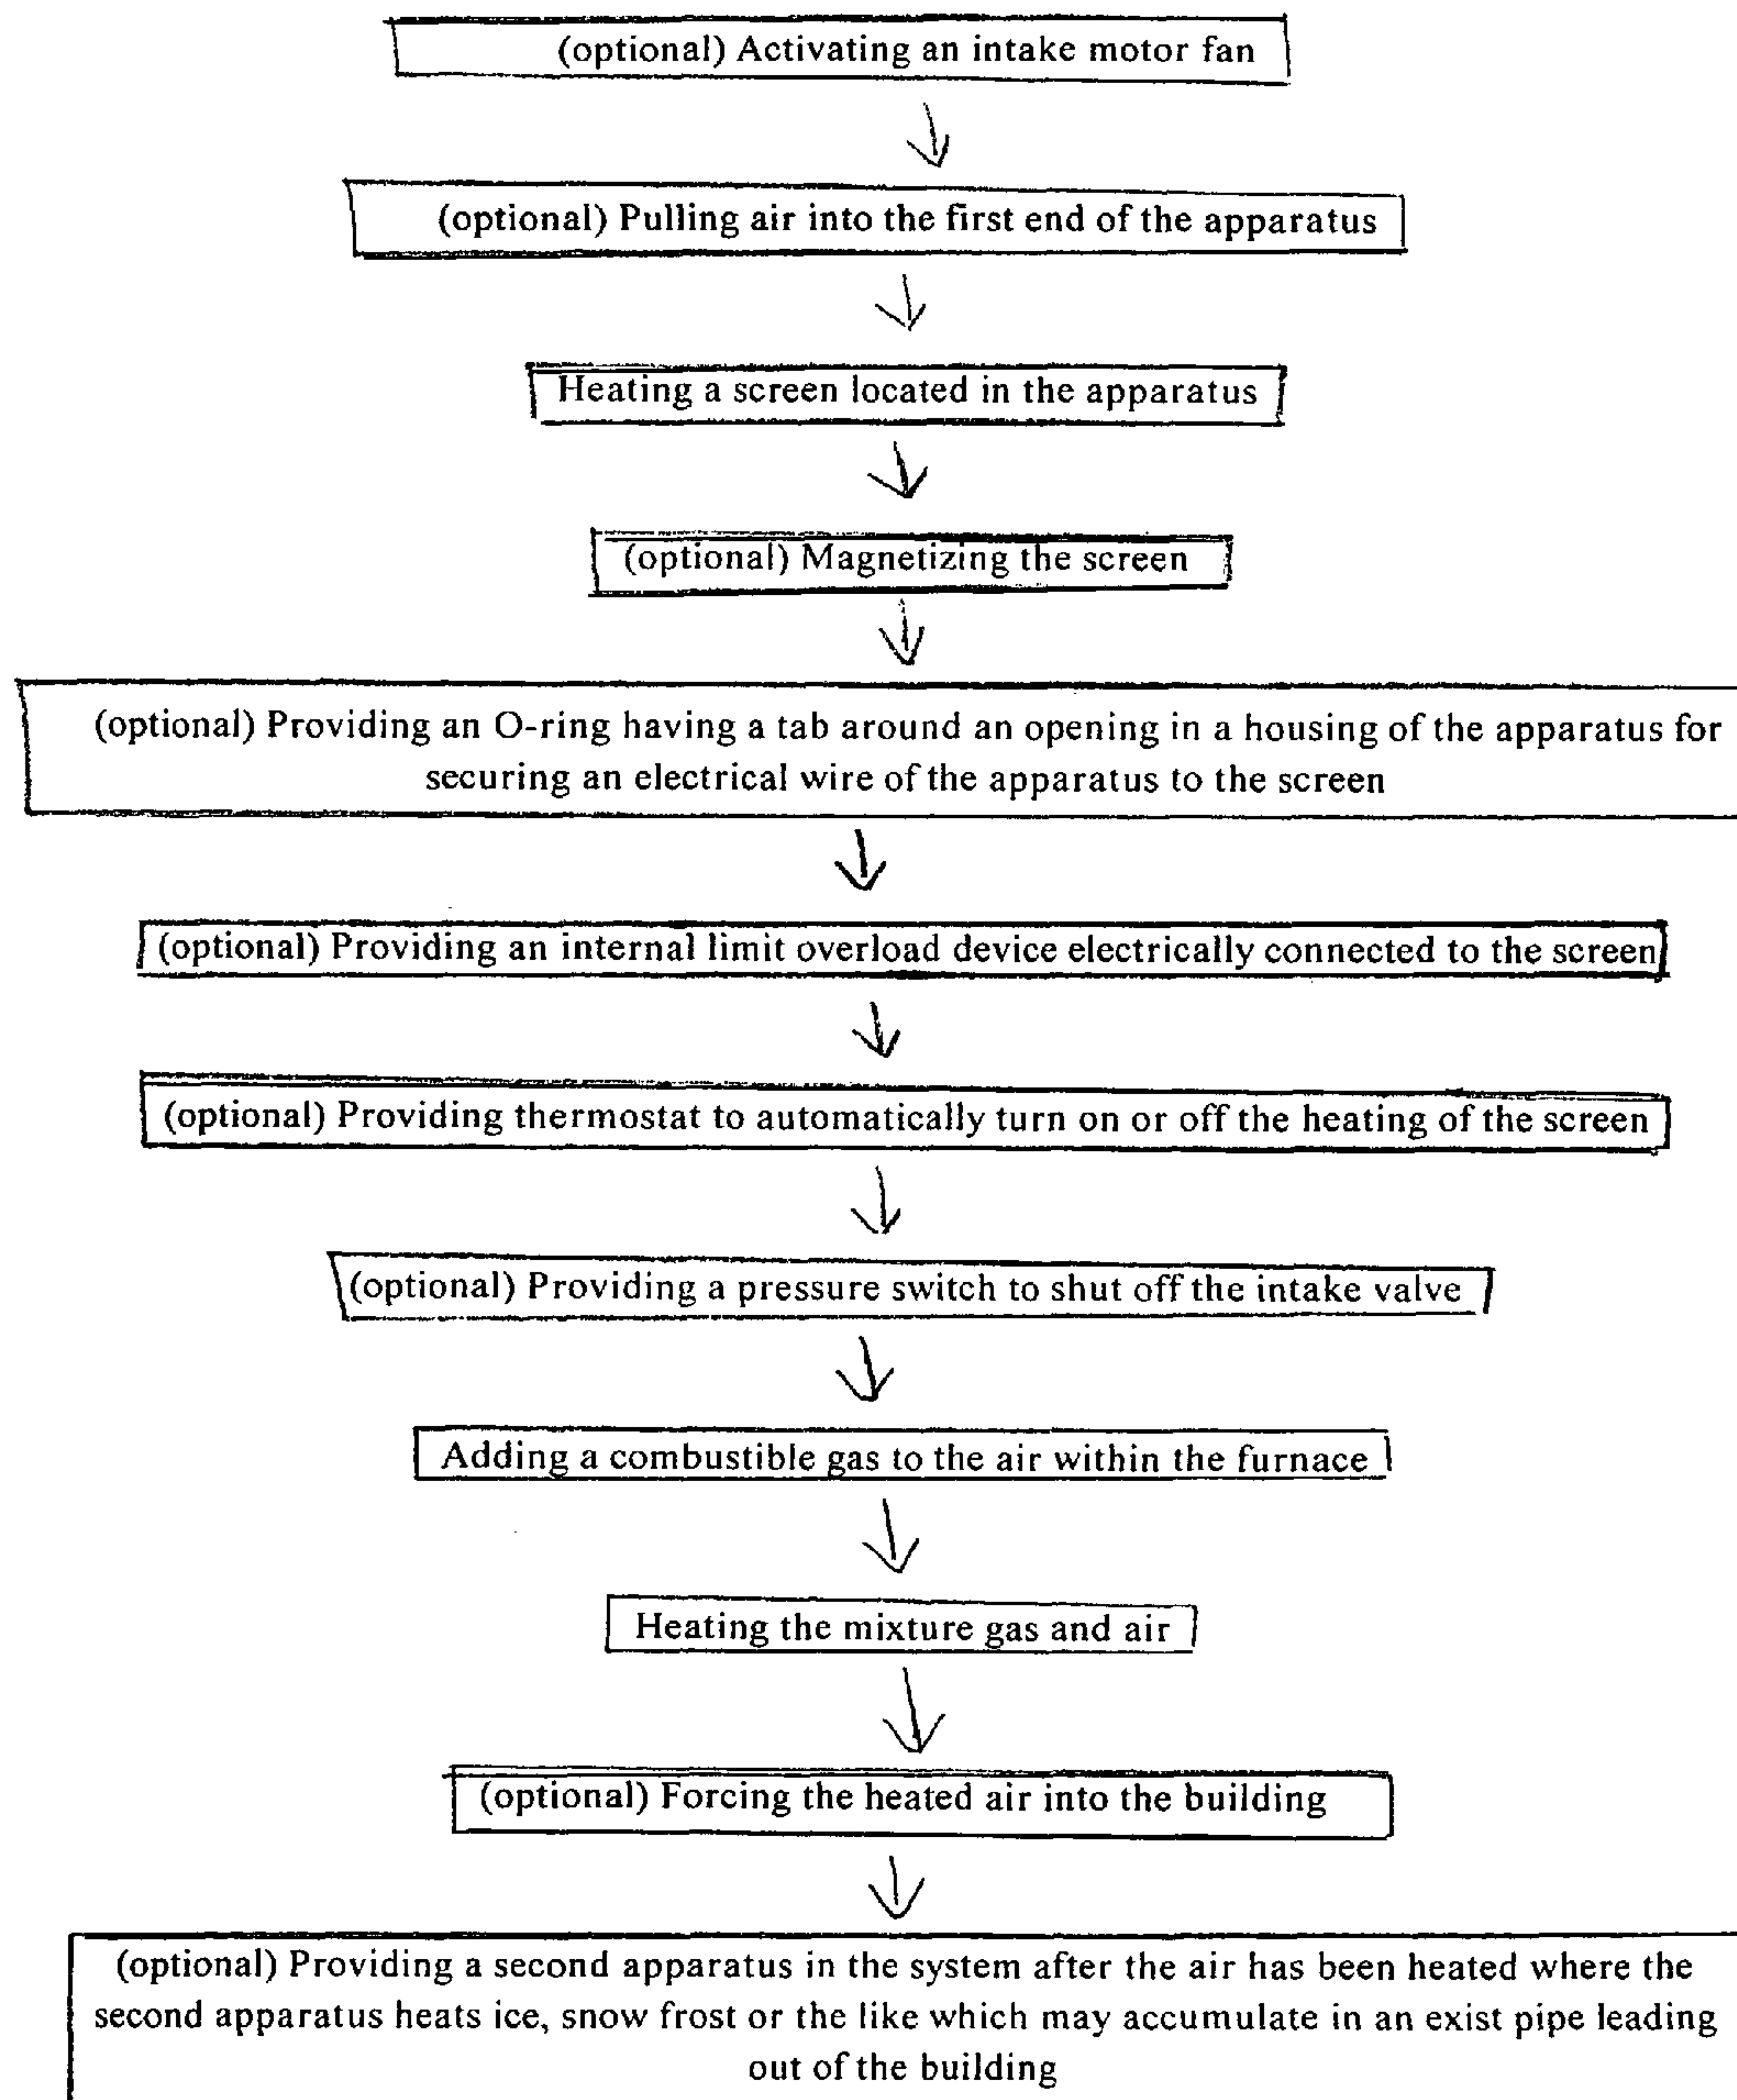 (optional) Activating an intake motor fan
(optional) Pulling air into the first end of the apparatus
Heating a screen located in the apparatus
(optional) Magnetizing the screen
(optional) Providing an O-ring having a tab around an opening in a housing of the apparatus for
securing an electrical wire of the apparatus to the screen
(optional) Providing an internal limit overload device electrically connected to the screen
(optional) Providing thermostat to automatically turn on or off the heating of the screen
(optional) Providing a pressure switch to shut off the intake valve
Adding a combustible gas to the air within the furnace
Heating the mixture gas and air
(optional) Forcing the heated air into the building
(optional) Providing a second apparatus in the system after the air has been heated where the
second apparatus heats ice, snow frost or the like which may accumulate in an exist pipe leading
out of the building